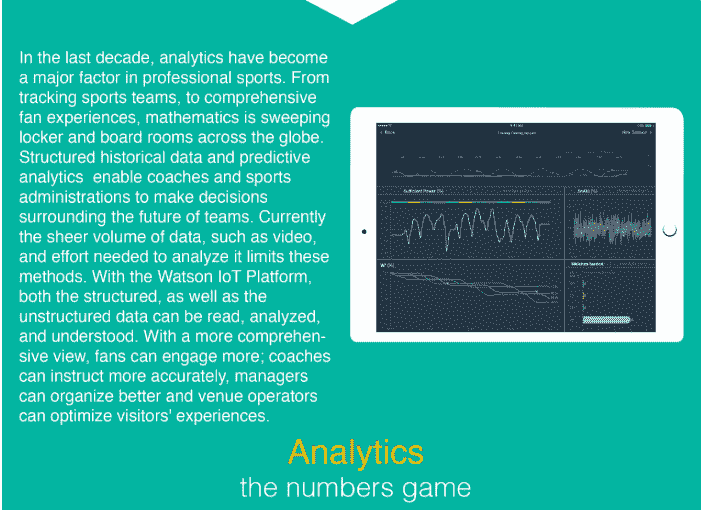 In the last decade, analytics have become
a major factor in professional sports. From
tracking sports teams, to comprehensive
fan experiences, mathematics is sweeping
locker and board rooms across the globe.
Structured historical data and predictive
analytics enable coaches and sports
administrations to make decisions
surrounding the future of teams. Currently
the sheer volume of data, such as video,
and effort needed to analyze it limits these
methods. With the Watson IoT Platform,
both the structured, as well as the
unstructured data can be read, analyzed,
and understood. With a more comprehen-
sive view, fans can engage more; coaches
can instruct more accurately, managers
can organize better and venue operators
can optimize visitors' experiences.
Sufficient Power (%)
Analytics
the numbers game